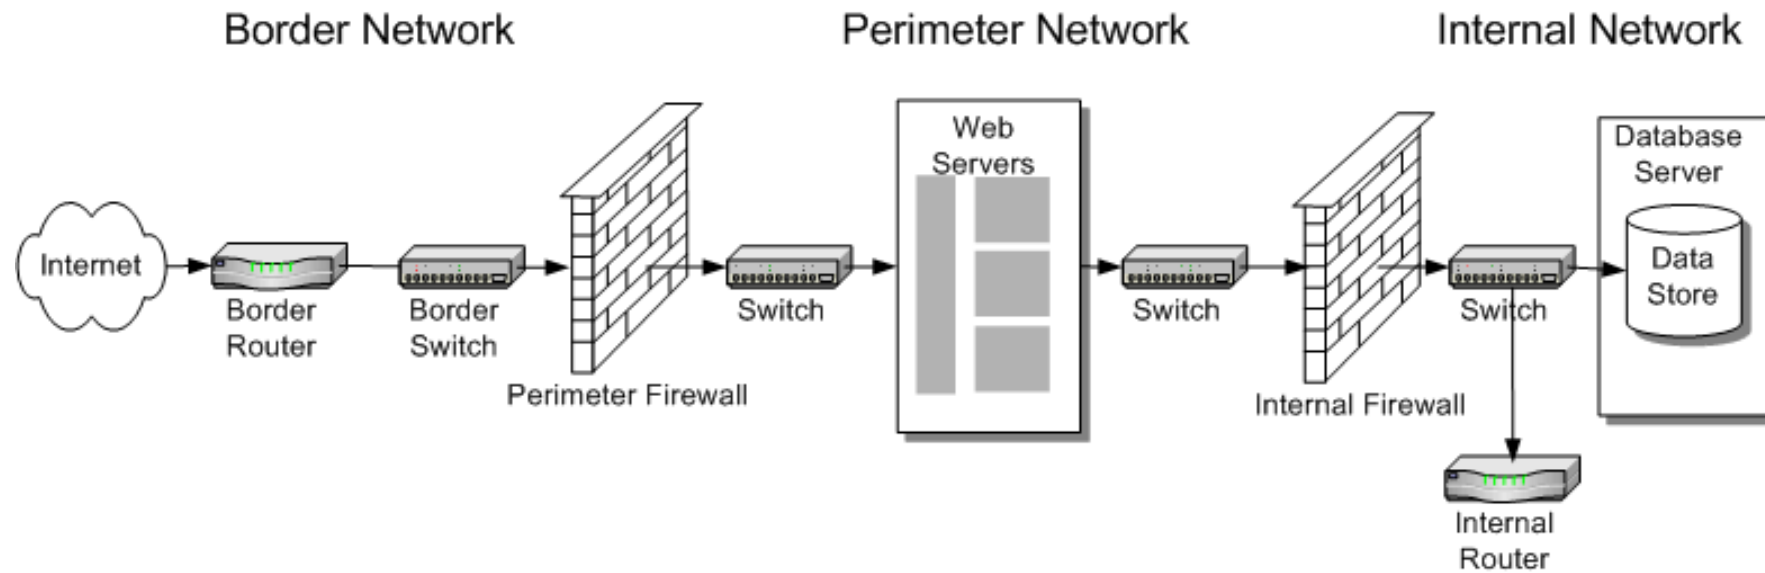 Border Network
Perimeter Network
Internal Network
Internet
Border
Router
Border
Switch
Perimeter Firewall
Switch
Web
Servers
Switch
Internal Firewall
Switch
Database
Server
Data
Store
Internal
Router